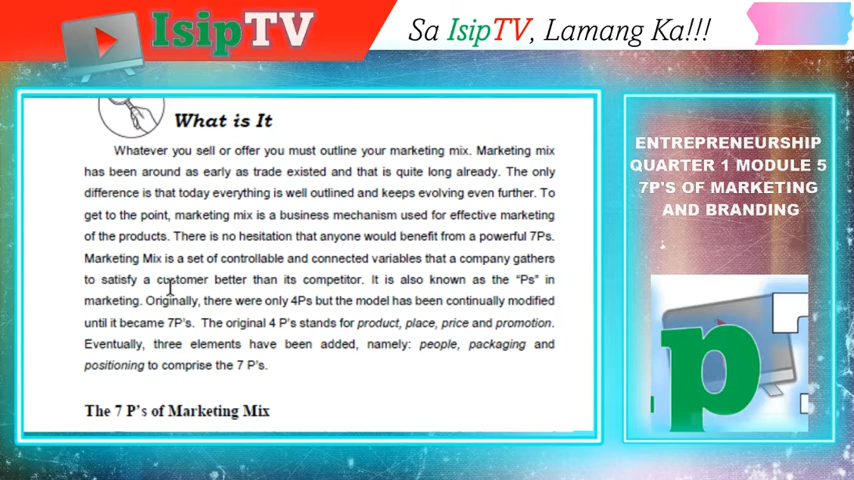 IsipTV
Sa IsipTV, Lamang Ka!!!
What is It
Whatever you sell or offer you must outline your marketing mix. Marketing mix
has been around as early as trade existed and that is quite long already. The only
difference is that today everything is well outlined and keeps evolving even further. To
get to the point, marketing mix is a business mechanism used for effective marketing
of the products. There is no hesitation that anyone would benefit from a powerful 7Ps.
Marketing Mix is a set of controllable and connected variables that a company gathers
to satisfy a customer better than its competitor. It is also known as the “Ps” in
marketing. Originally, there were only 4Ps but the model has been continually modified
until it became 7P’s. The original 4 P’s stands for product, place, price and promotion.
Eventually, three elements have been added, namely: people, packaging and
positioning to comprise the 7 P’s.
The 7 P’s of Marketing Mix
ENTREPRENEURSHIP
QUARTER 1 MODULE 5
7P'S OF MARKETING
AND BRANDING
p